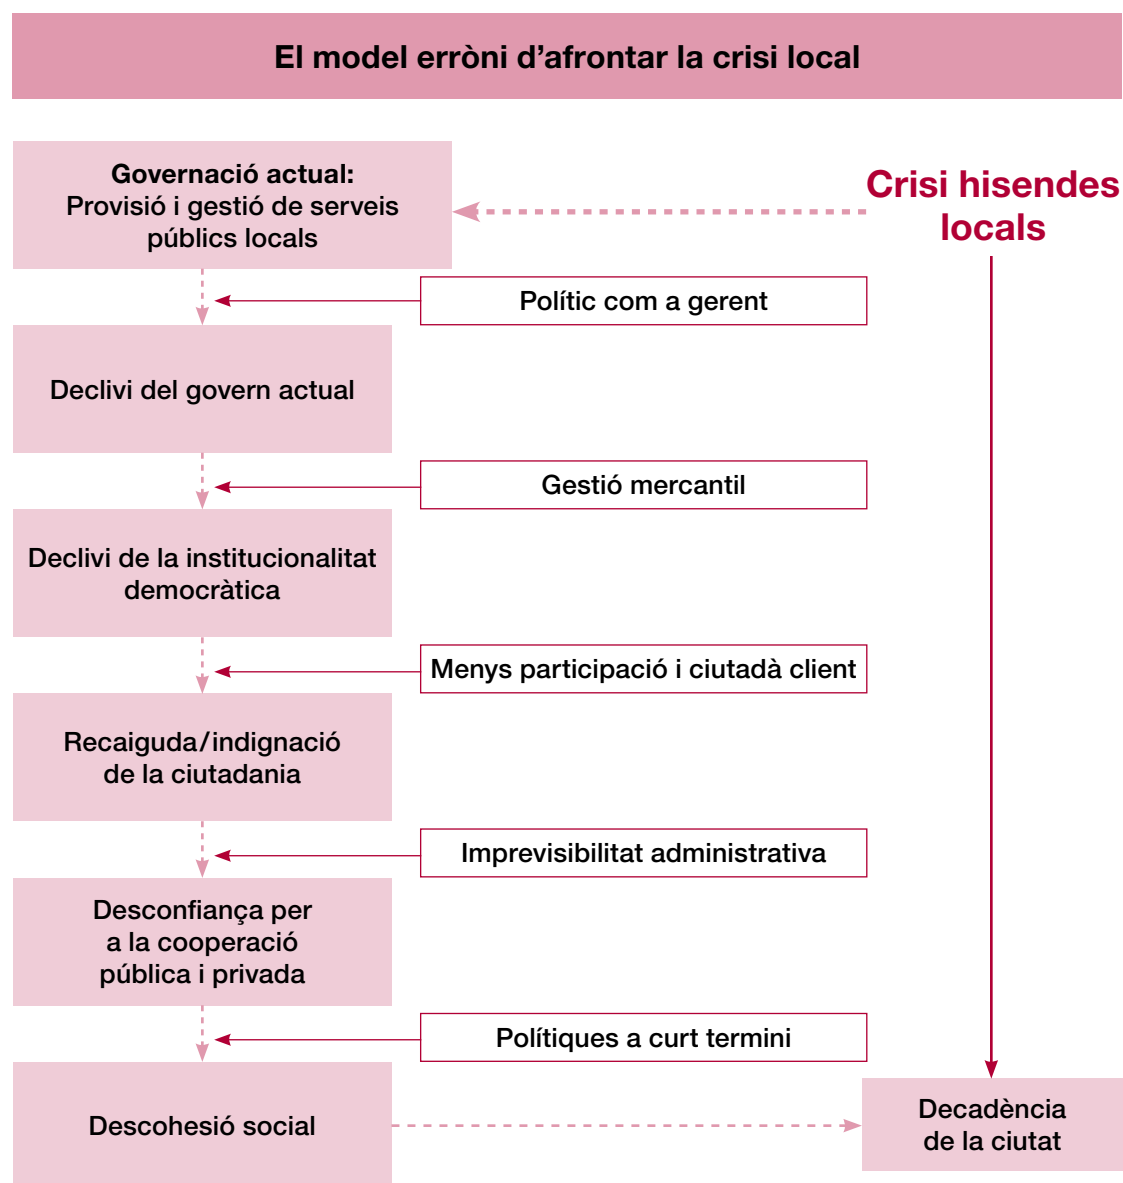 El model erròni d’afrontar la crisi local
Governació actual:
Provisió i gestió de serveis
públics locals
Crisi hisendes
locals
Polític com a gerent
Declivi del govern actual
Gestió mercantil
Declivi de la institucionalitat
democràtica
Menys participació i ciutadà client
Recaiguda/indignació
de la ciutadania
Imprevisibilitat administrativa
Desconfiança per
a la cooperació
pública i privada
Polítiques a curt termini
Descohesió social
Decadència
de la ciutat